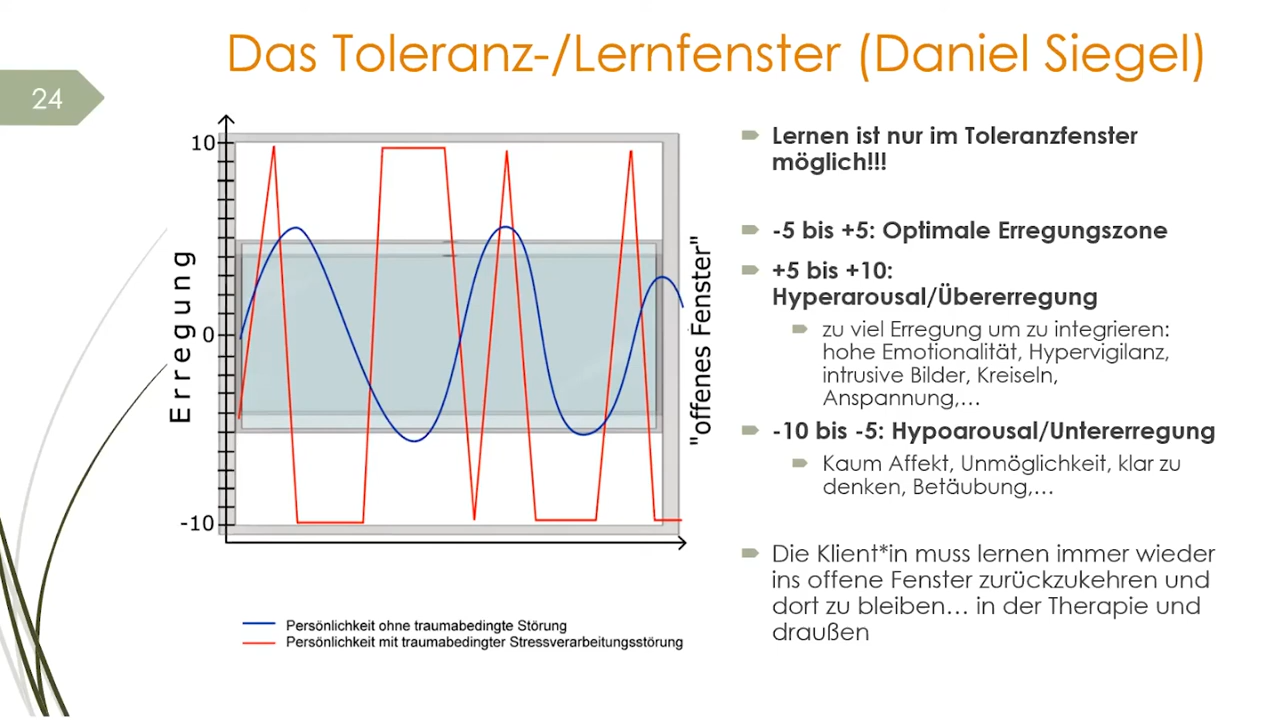 Das Toleranz-/Lernfenster (Daniel Siegel)
24
10
0
-10
Erregung
"offenes Fenster"
Persönlichkeit ohne traumabedingte Störung
Persönlichkeit mit traumabedingter Stressverarbeitungsstörung
Lernen ist nur im Toleranzfenster
möglich!!!
-5 bis +5: Optimale Erregungszone
+5 bis +10:
Hyperarousal/Übererregung
zu viel Erregung um zu integrieren:
hohe Emotionalität, Hypervigilanz,
intrusive Bilder, Kreiseln,
Anspannung,…
-10 bis -5: Hypoarousal/Untererregung
Kaum Affekt, Unmöglichkeit, klar zu
denken, Betäubung,…
Die Klient*in muss lernen immer wieder
ins offene Fenster zurückzukehren und
dort zu bleiben… in der Therapie und
draußen